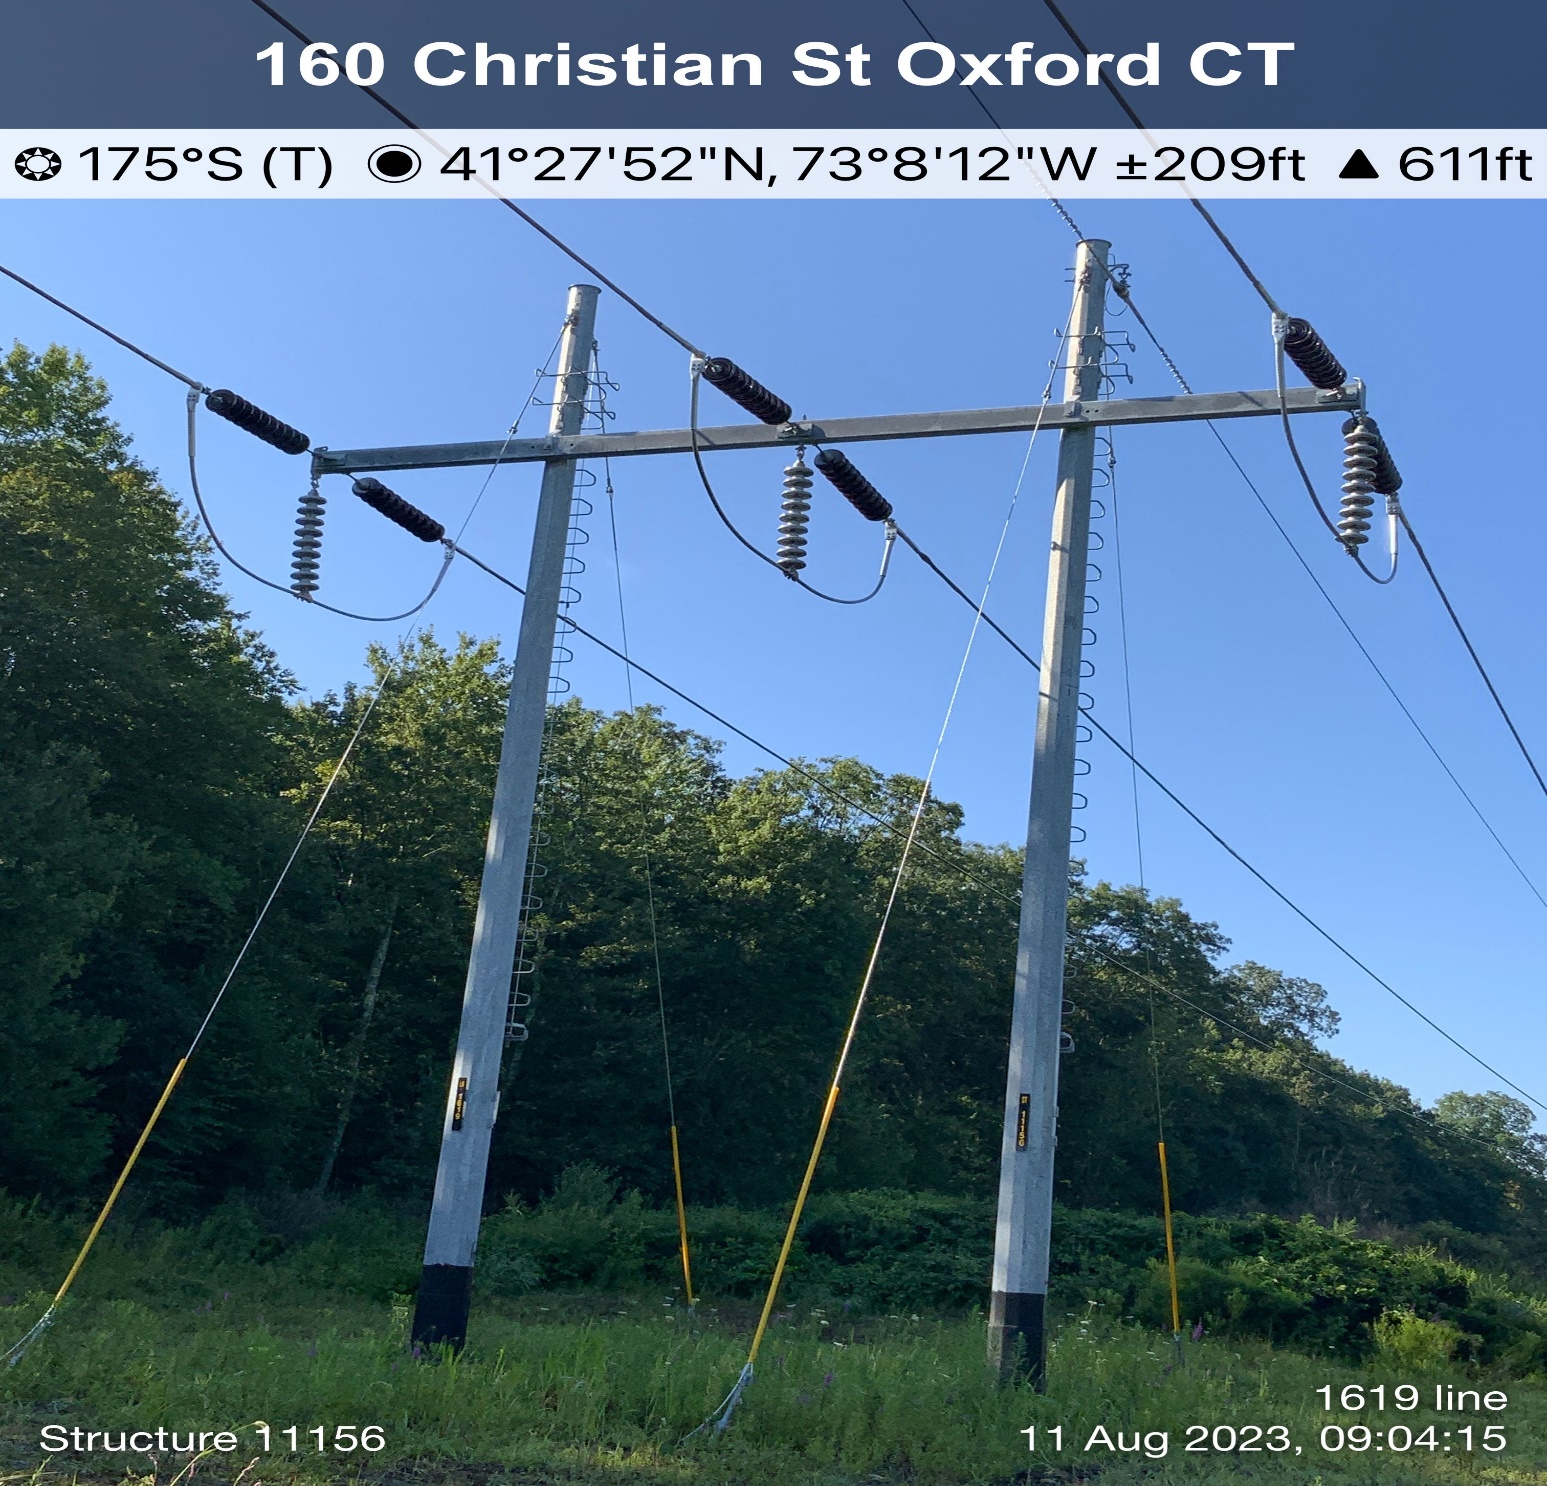 160 Christian St Oxford CT
175°S (T) 41°27'52"N, 73°8'12"W ±209ft ▲ 611ft
1619 line
Structure 11156
11 Aug 2023, 09:04:15